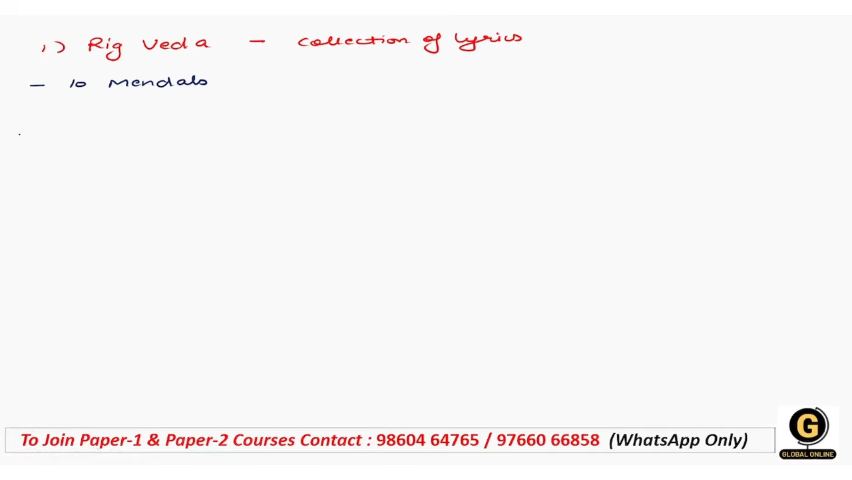 1) Rig Veda - collection of lyrics
- 10 Mendals
To Join Paper-1 & Paper-2 Courses Contact : 98604 64765 / 97660 66858 (WhatsApp Only)
G
GLOBAL ONLINE